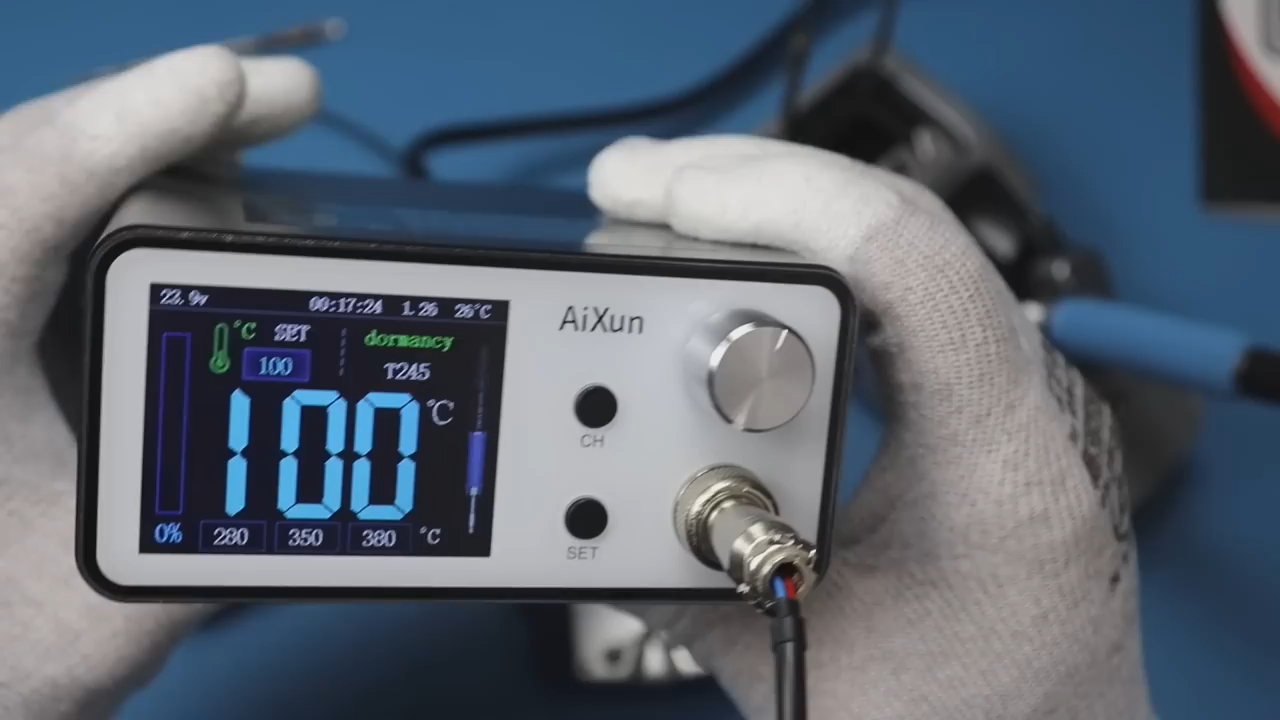 23.9v 00:17:24 1.26 26°C
°C SET dormancy
100 T245
100 °C
0% 280 350 380 °C
AiXun
CH
SET